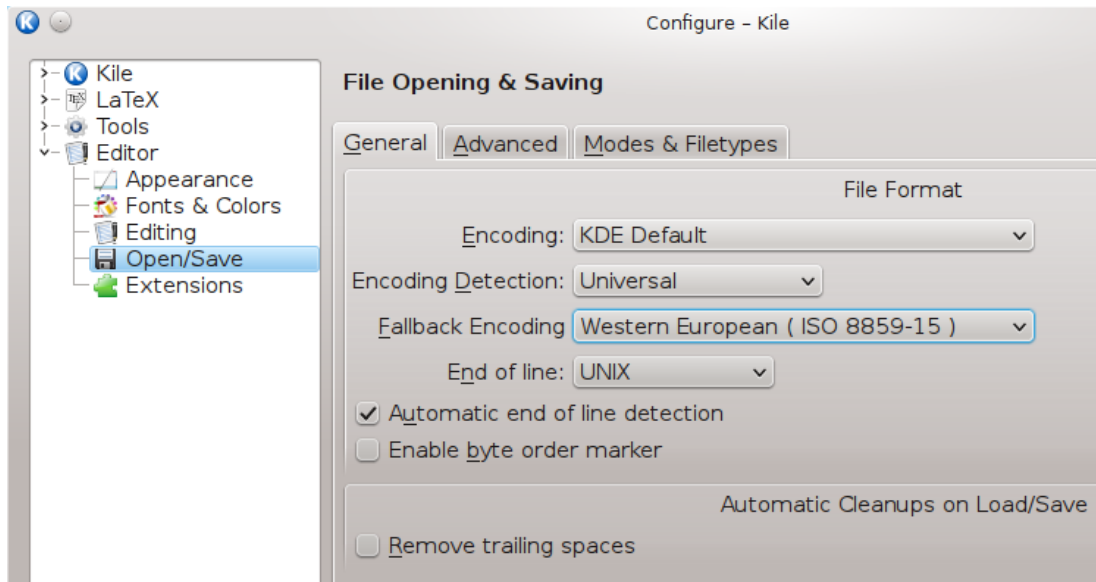 Configure – Kile
Kile
LaTeX
Tools
Editor
Appearance
Fonts & Colors
Editing
Open/Save
Extensions
File Opening & Saving
General Advanced Modes & Filetypes
File Format
Encoding: KDE Default
Encoding Detection: Universal
Fallback Encoding Western European ( ISO 8859-15 )
End of line: UNIX
Automatic end of line detection
Enable byte order marker
Automatic Cleanups on Load/Save
Remove trailing spaces